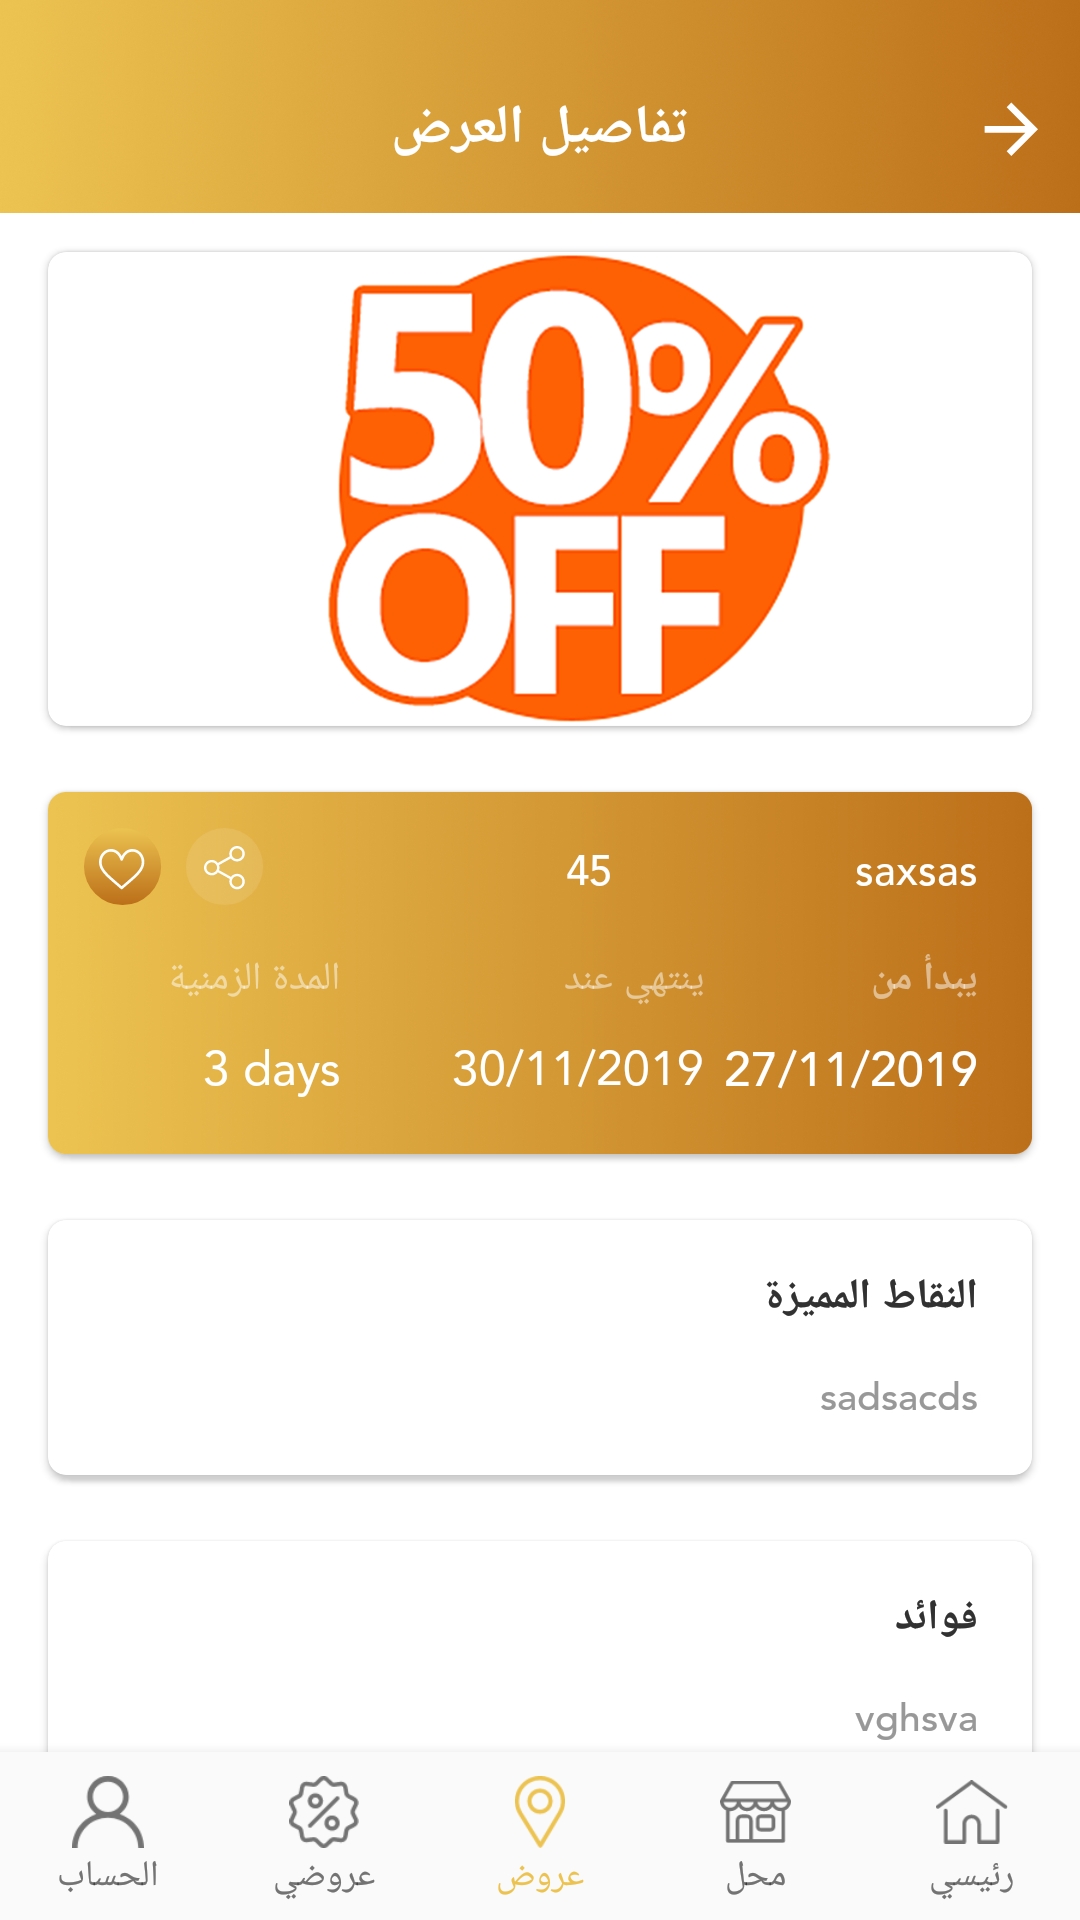 تفاصيل العرض
50%
OFF
saxsas 45
يبدأ من ينتهي عند المدة الزمنية
27/11/2019 30/11/2019 3 days
النقاط المميزة
sadsacds
فوائد
vghsva
رئيسي محل عروض عروضي الحساب